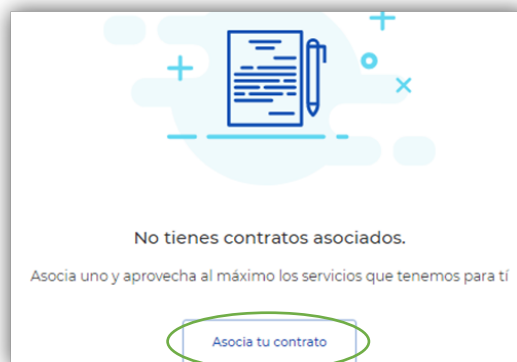 No tienes contratos asociados.
Asocia uno y aprovecha al máximo los servicios que tenemos para tí
Asocia tu contrato